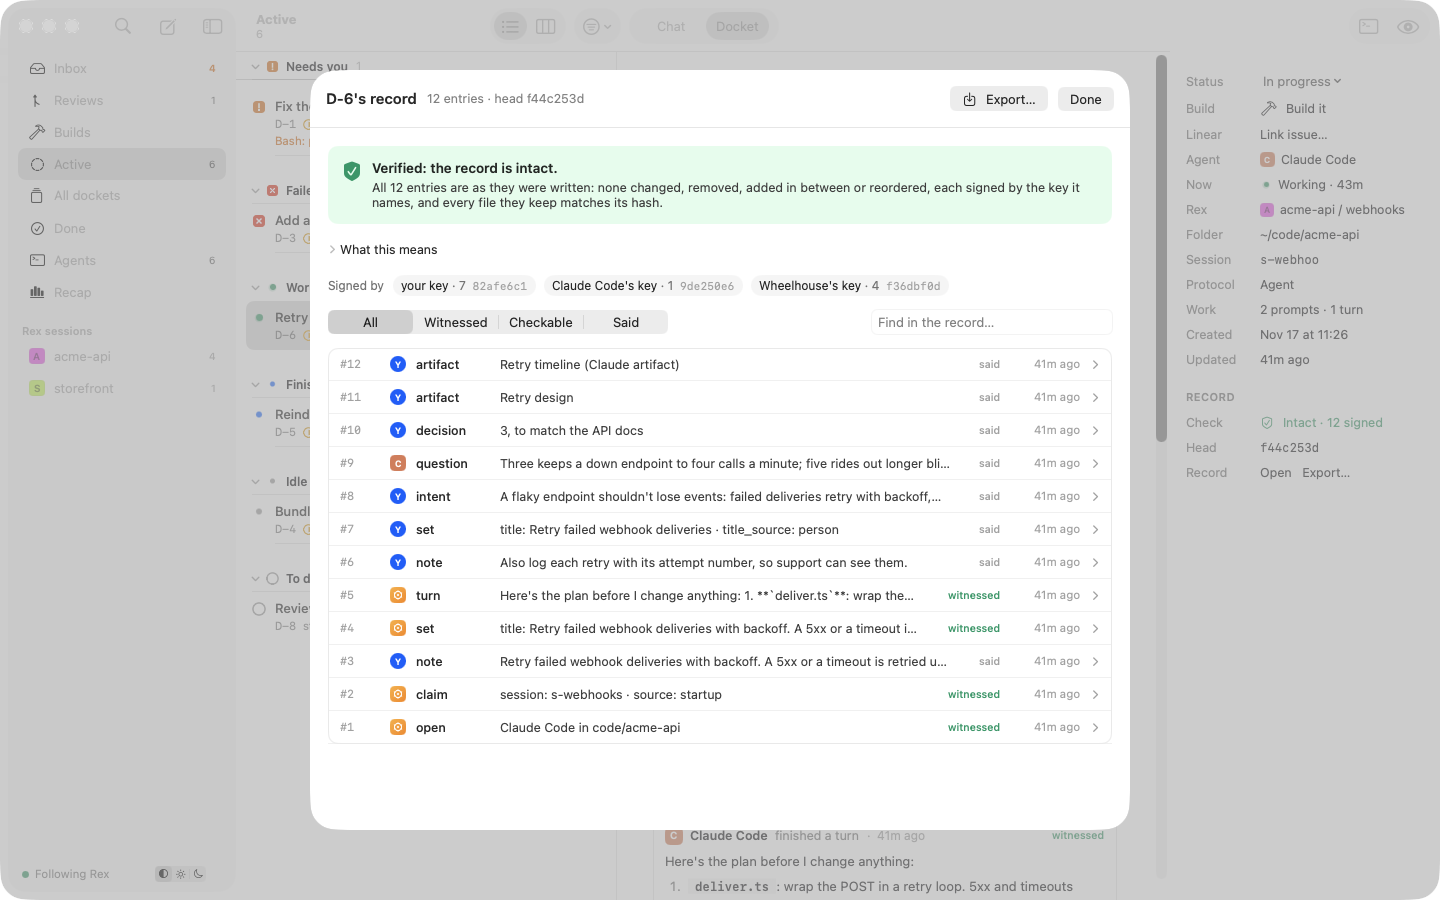 Inbox 4
Reviews 1
Builds
Active 6
All dockets
Done
Agents 6
Recap
Rex sessions
A acme-api 4
S storefront 1
Following Rex
Active
6
Chat Docket
Needs you 1
Fix the
D-1
Bash:
Faile
Add a
D-3
Wor
Retry
D-6
Finis
Reind
D-5
Idle
Bundl
D-4
To d
Revie
D-8
D-6's record 12 entries · head f44c253d
Export...
Done
Verified: the record is intact.
All 12 entries are as they were written: none changed, removed, added in between or reordered, each signed by the key it
names, and every file they keep matches its hash.
What this means
Signed by your key · 7 82afe6c1 Claude Code's key · 1 9de250e6 Wheelhouse's key · 4 f36dbf0d
All Witnessed Checkable Said
Find in the record...
#12 Y artifact Retry timeline (Claude artifact) said 41m ago
#11 Y artifact Retry design said 41m ago
#10 Y decision 3, to match the API docs said 41m ago
#9 C question Three keeps a down endpoint to four calls a minute; five rides out longer bli... said 41m ago
#8 Y intent A flaky endpoint shouldn't lose events: failed deliveries retry with backoff,... said 41m ago
#7 Y set title: Retry failed webhook deliveries · title_source: person said 41m ago
#6 Y note Also log each retry with its attempt number, so support can see them. said 41m ago
#5 turn Here's the plan before I change anything: 1. **`deliver.ts`**: wrap the... witnessed 41m ago
#4 set title: Retry failed webhook deliveries with backoff. A 5xx or a timeout i... witnessed 41m ago
#3 Y note Retry failed webhook deliveries with backoff. A 5xx or a timeout is retried u... said 41m ago
#2 claim session: s-webhooks · source: startup witnessed 41m ago
#1 open Claude Code in code/acme-api witnessed 41m ago
C Claude Code finished a turn · 41m ago witnessed
Here's the plan before I change anything:
1. deliver.ts : wrap the POST in a retry loop. 5xx and timeouts
Status In progress
Build Build it
Linear Link issue...
Agent C Claude Code
Now Working · 43m
Rex A acme-api / webhooks
Folder ~/code/acme-api
Session s-webhoo
Protocol Agent
Work 2 prompts · 1 turn
Created Nov 17 at 11:26
Updated 41m ago
RECORD
Check Intact · 12 signed
Head f44c253d
Record Open Export...